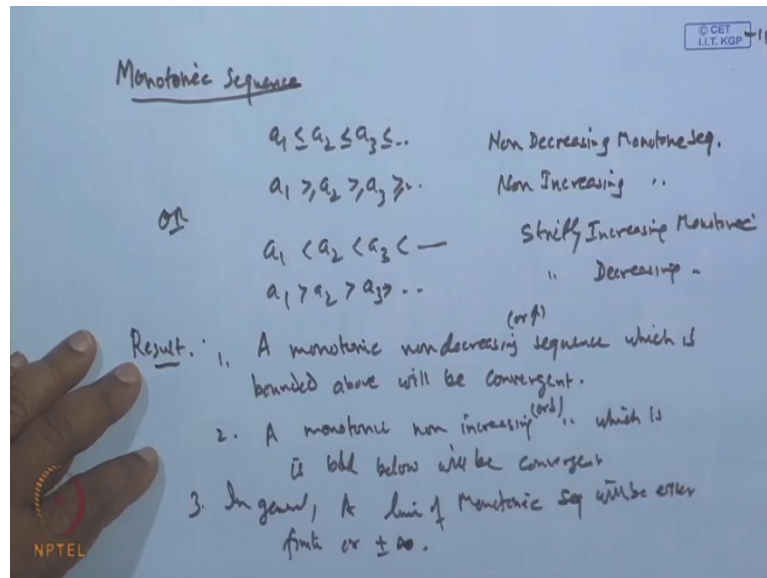 © CET
I.I.T. KGP
Monotonic Sequence
a₁ ≤ a₂ ≤ a₃ ≤ .. Non Decreasing Monotone Seq.
a₁ ≥ a₂ ≥ a₃ ≥ .. Non Increasing ..
OR
a₁ < a₂ < a₃ < — Strictly Increasing Monotonic
a₁ > a₂ > a₃ > .. " Decreasing -
(or ↑)
Result. : 1. A monotonic nondecreasing sequence which is
bounded above will be convergent.
2. A monotonic non increasing (or ↓) .. which is
is bdd below will be convergent
3. In general, A limit of Monotonic Seq will be either
finite or ± ∞.
NPTEL